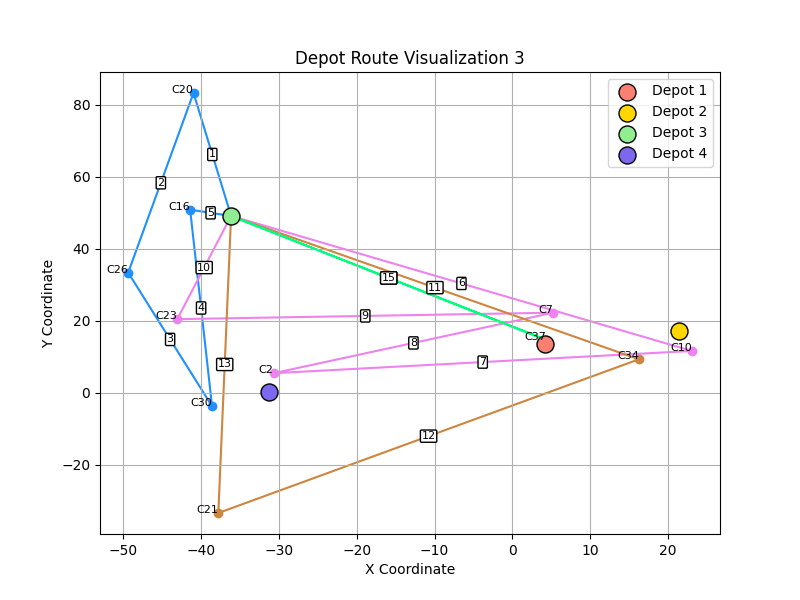 Depot Route Visualization 3
Depot 1
Depot 2
Depot 3
Depot 4
Y Coordinate
80
60
40
20
0
−20
C20
1
2
C16
5
C26
10
15
11
6
4
C23
9
C7
3
C37
8
C10
13
C2
7
C34
C30
12
C21
−50
−40
−30
−20
−10
0
10
20
X Coordinate